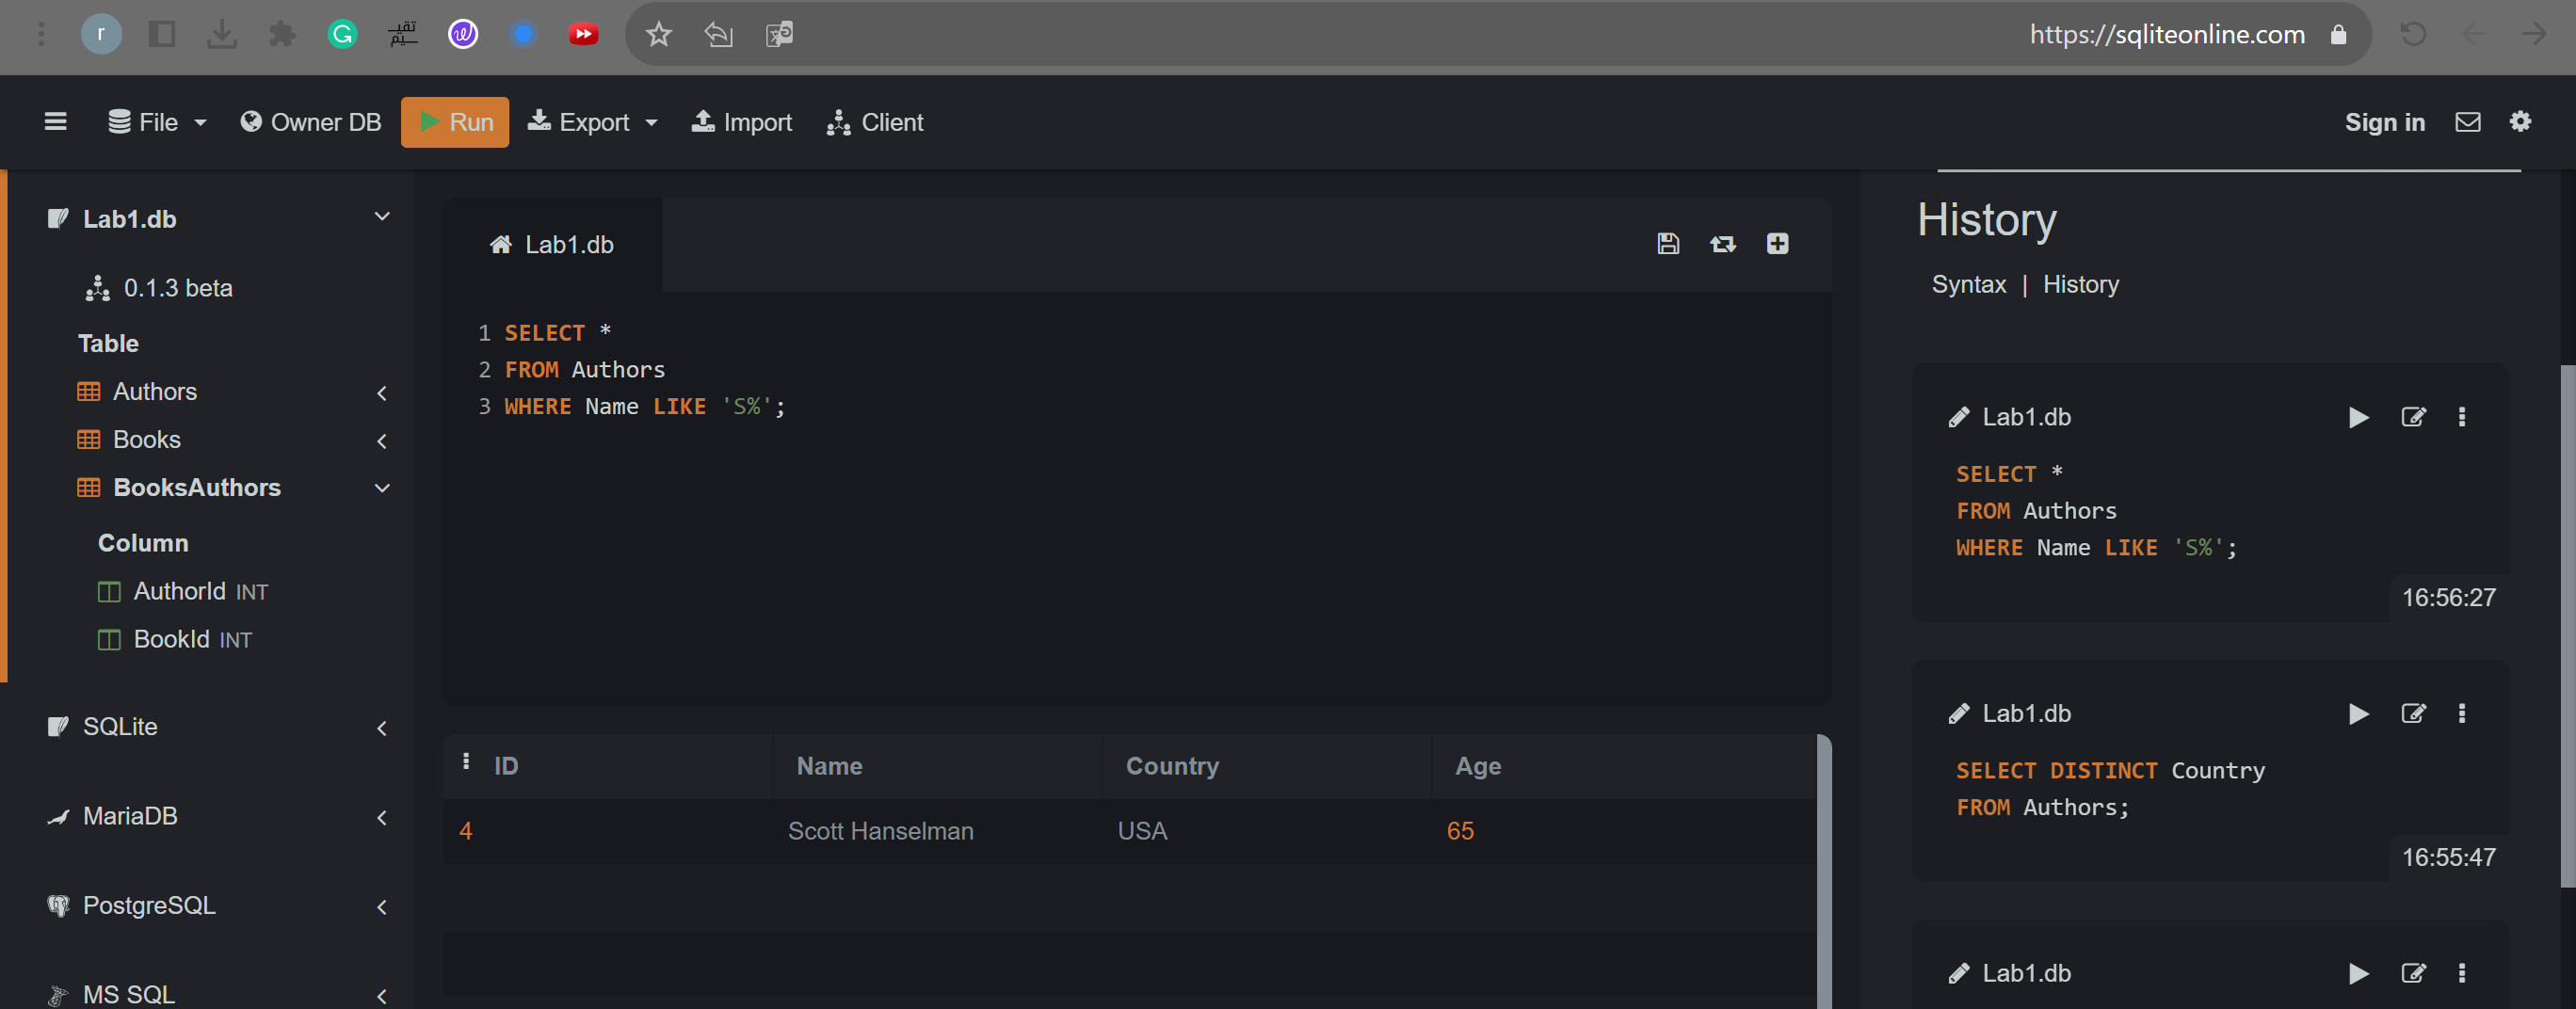 r
G
تقييم
https://sqliteonline.com
File
Owner DB
Run
Export
Import
Client
Sign in
Lab1.db
0.1.3 beta
Table
Authors
Books
BooksAuthors
Column
AuthorId INT
BookId INT
SQLite
MariaDB
PostgreSQL
MS SQL
Lab1.db
1 SELECT *
2 FROM Authors
3 WHERE Name LIKE 'S%';
ID Name Country Age
4 Scott Hanselman USA 65
History
Syntax | History
Lab1.db
SELECT *
FROM Authors
WHERE Name LIKE 'S%';
16:56:27
Lab1.db
SELECT DISTINCT Country
FROM Authors;
16:55:47
Lab1.db